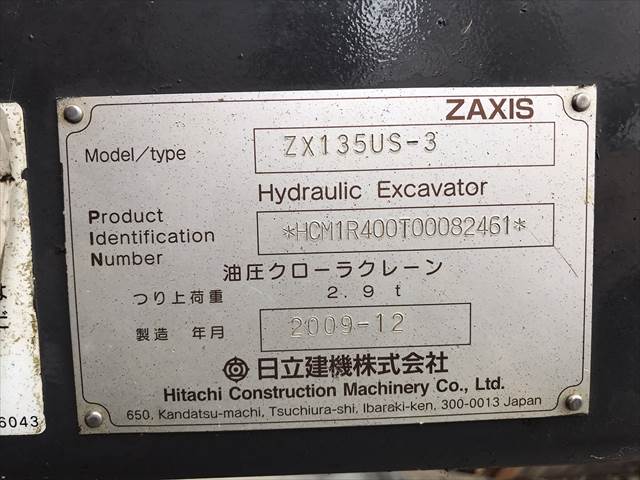 ZAXIS
Model/type ZX135US-3
Hydraulic Excavator
Product
Identification *HCM1R400T00082461*
Number
油圧クローラクレーン
つり上荷重 2.9t
製造 年月 2009-12
日立建機株式会社
Hitachi Construction Machinery Co., Ltd.
650, Kandatsu-machi, Tsuchiura-shi, Ibaraki-ken, 300-0013 Japan
6043